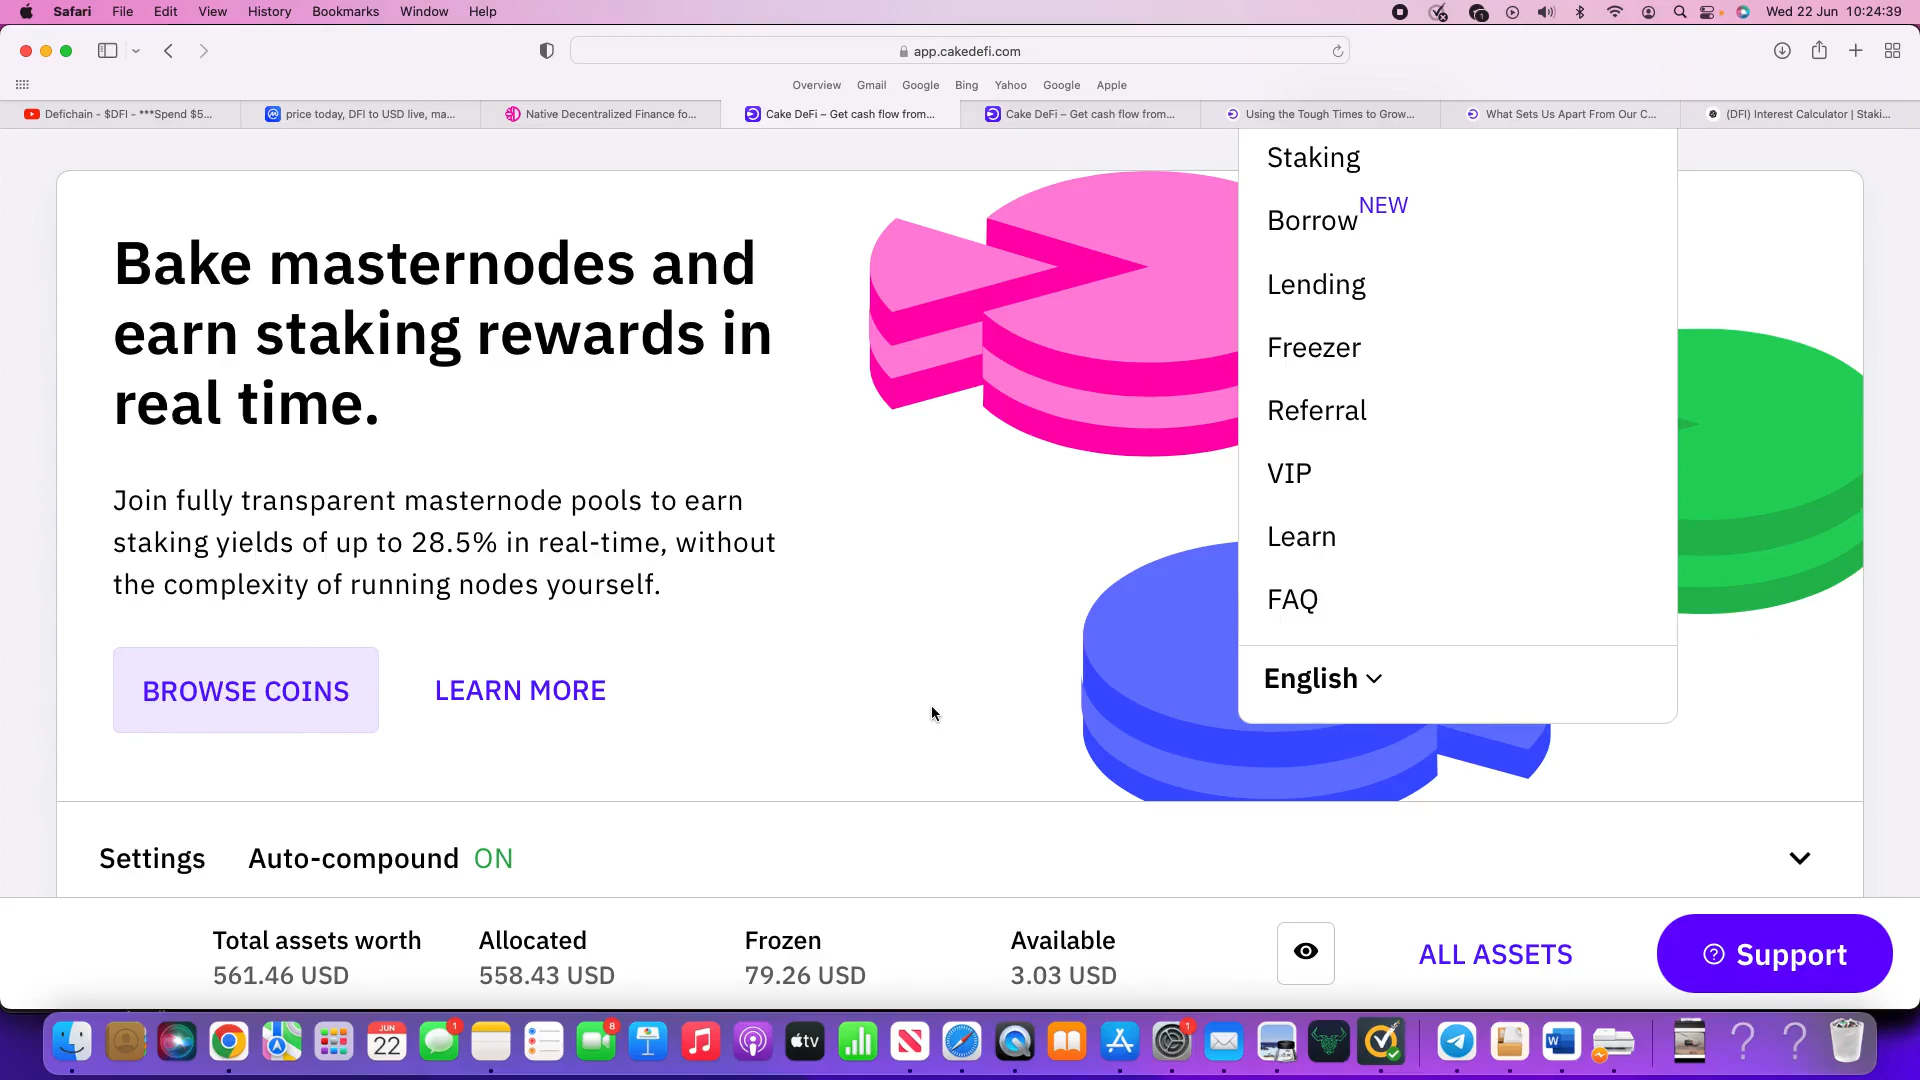 Safari File Edit View History Bookmarks Window Help
1
Wed 22 Jun 10:24:39
app.cakedefi.com
Overview Gmail Google Bing Yahoo Google Apple
Defichain - $DFI - ***Spend $5...
price today, DFI to USD live, ma...
Native Decentralized Finance fo...
Cake DeFi – Get cash flow from...
Cake DeFi – Get cash flow from...
Using the Tough Times to Grow...
What Sets Us Apart From Our C...
(DFI) Interest Calculator | Staki...
Bake masternodes and
earn staking rewards in
real time.
Join fully transparent masternode pools to earn
staking yields of up to 28.5% in real-time, without
the complexity of running nodes yourself.
BROWSE COINS LEARN MORE
Staking
Borrow NEW
Lending
Freezer
Referral
VIP
Learn
FAQ
English
Settings Auto-compound ON
Total assets worth
561.46 USD
Allocated
558.43 USD
Frozen
79.26 USD
Available
3.03 USD
ALL ASSETS
Support
JUN
22
1
8
tv
1
W